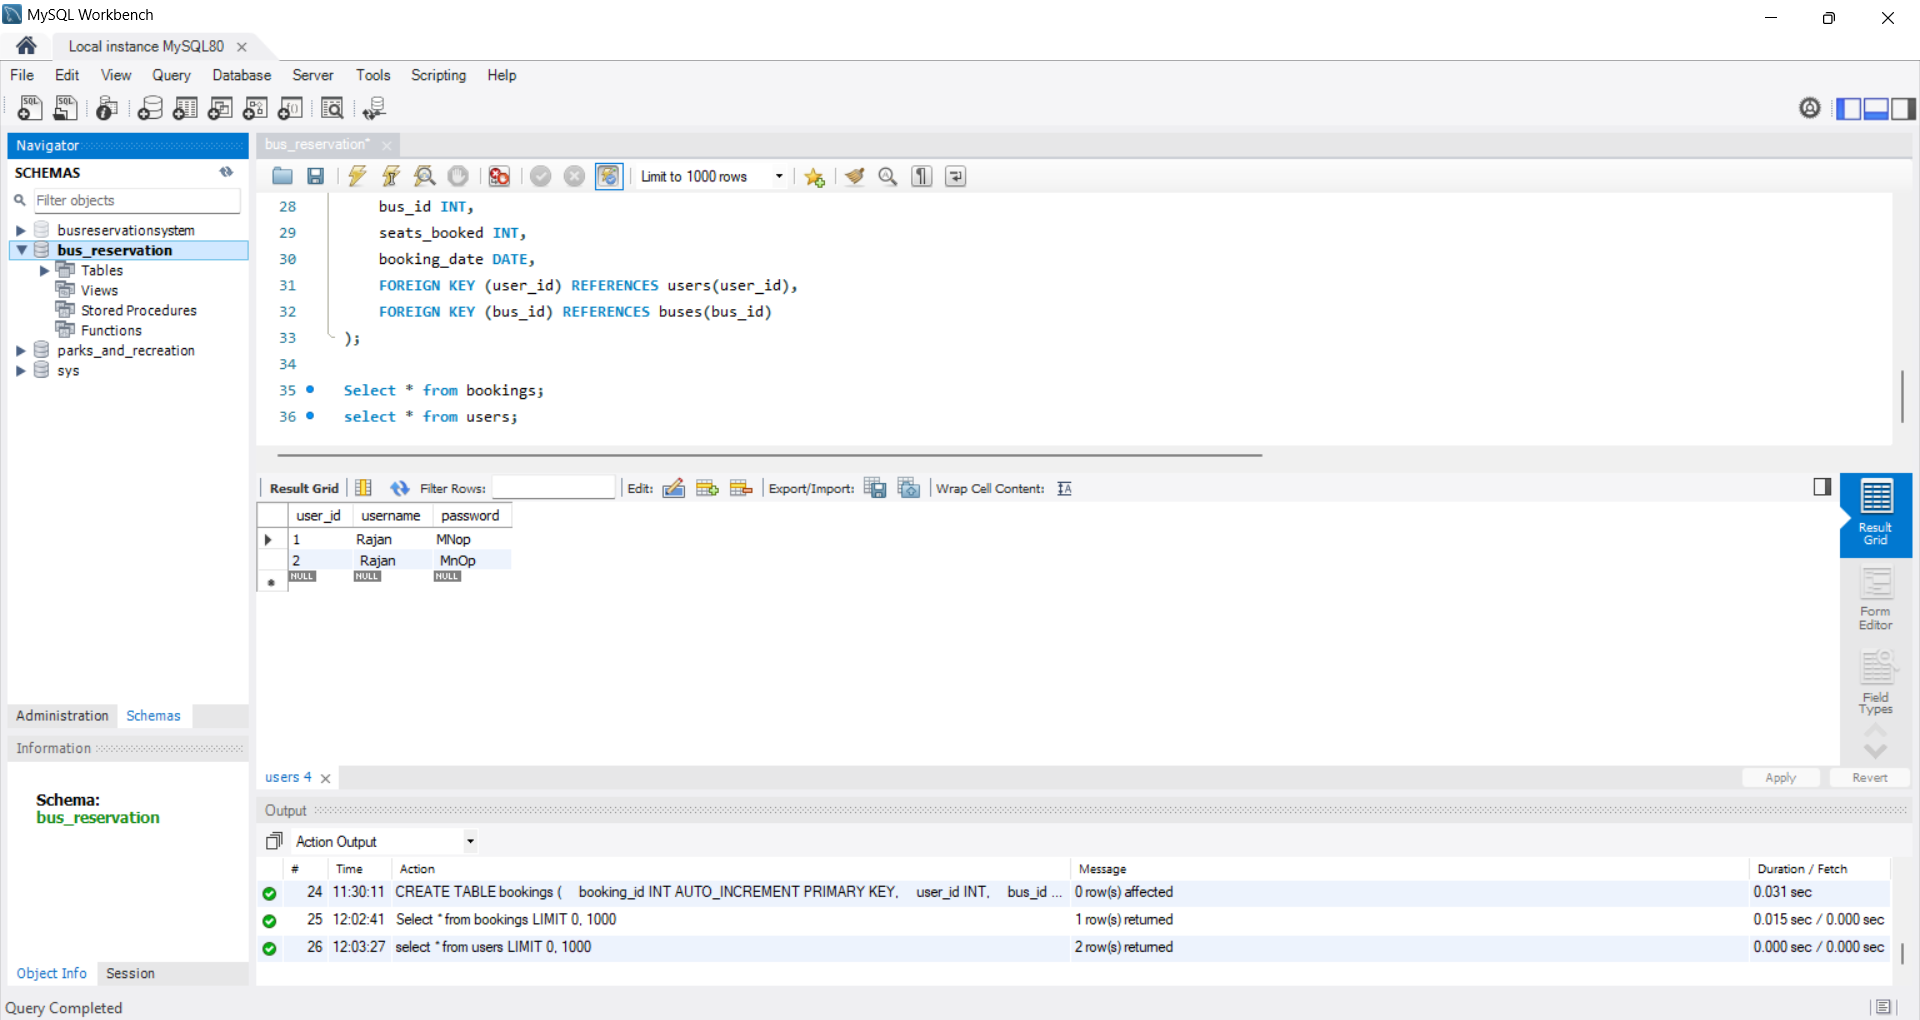 MySQL Workbench
Local instance MySQL80
File Edit View Query Database Server Tools Scripting Help
Navigator
SCHEMAS
Filter objects
busreservationsystem
bus_reservation
Tables
Views
Stored Procedures
Functions
parks_and_recreation
sys
Administration Schemas
Information
Schema:
bus_reservation
Object Info Session
bus_reservation*
Limit to 1000 rows
28 bus_id INT,
29 seats_booked INT,
30 booking_date DATE,
31 FOREIGN KEY (user_id) REFERENCES users(user_id),
32 FOREIGN KEY (bus_id) REFERENCES buses(bus_id)
33 );
34
35 Select * from bookings;
36 select * from users;
Result Grid Filter Rows: Edit: Export/Import: Wrap Cell Content:
user_id username password
1 Rajan MNop
2 Rajan MnOp
NULL NULL NULL
Result
Grid
Form
Editor
Field
Types
users 4
Apply Revert
Output
Action Output
# Time Action Message Duration / Fetch
24 11:30:11 CREATE TABLE bookings ( booking_id INT AUTO_INCREMENT PRIMARY KEY, user_id INT, bus_id ... 0 row(s) affected 0.031 sec
25 12:02:41 Select * from bookings LIMIT 0, 1000 1 row(s) returned 0.015 sec / 0.000 sec
26 12:03:27 select * from users LIMIT 0, 1000 2 row(s) returned 0.000 sec / 0.000 sec
Query Completed